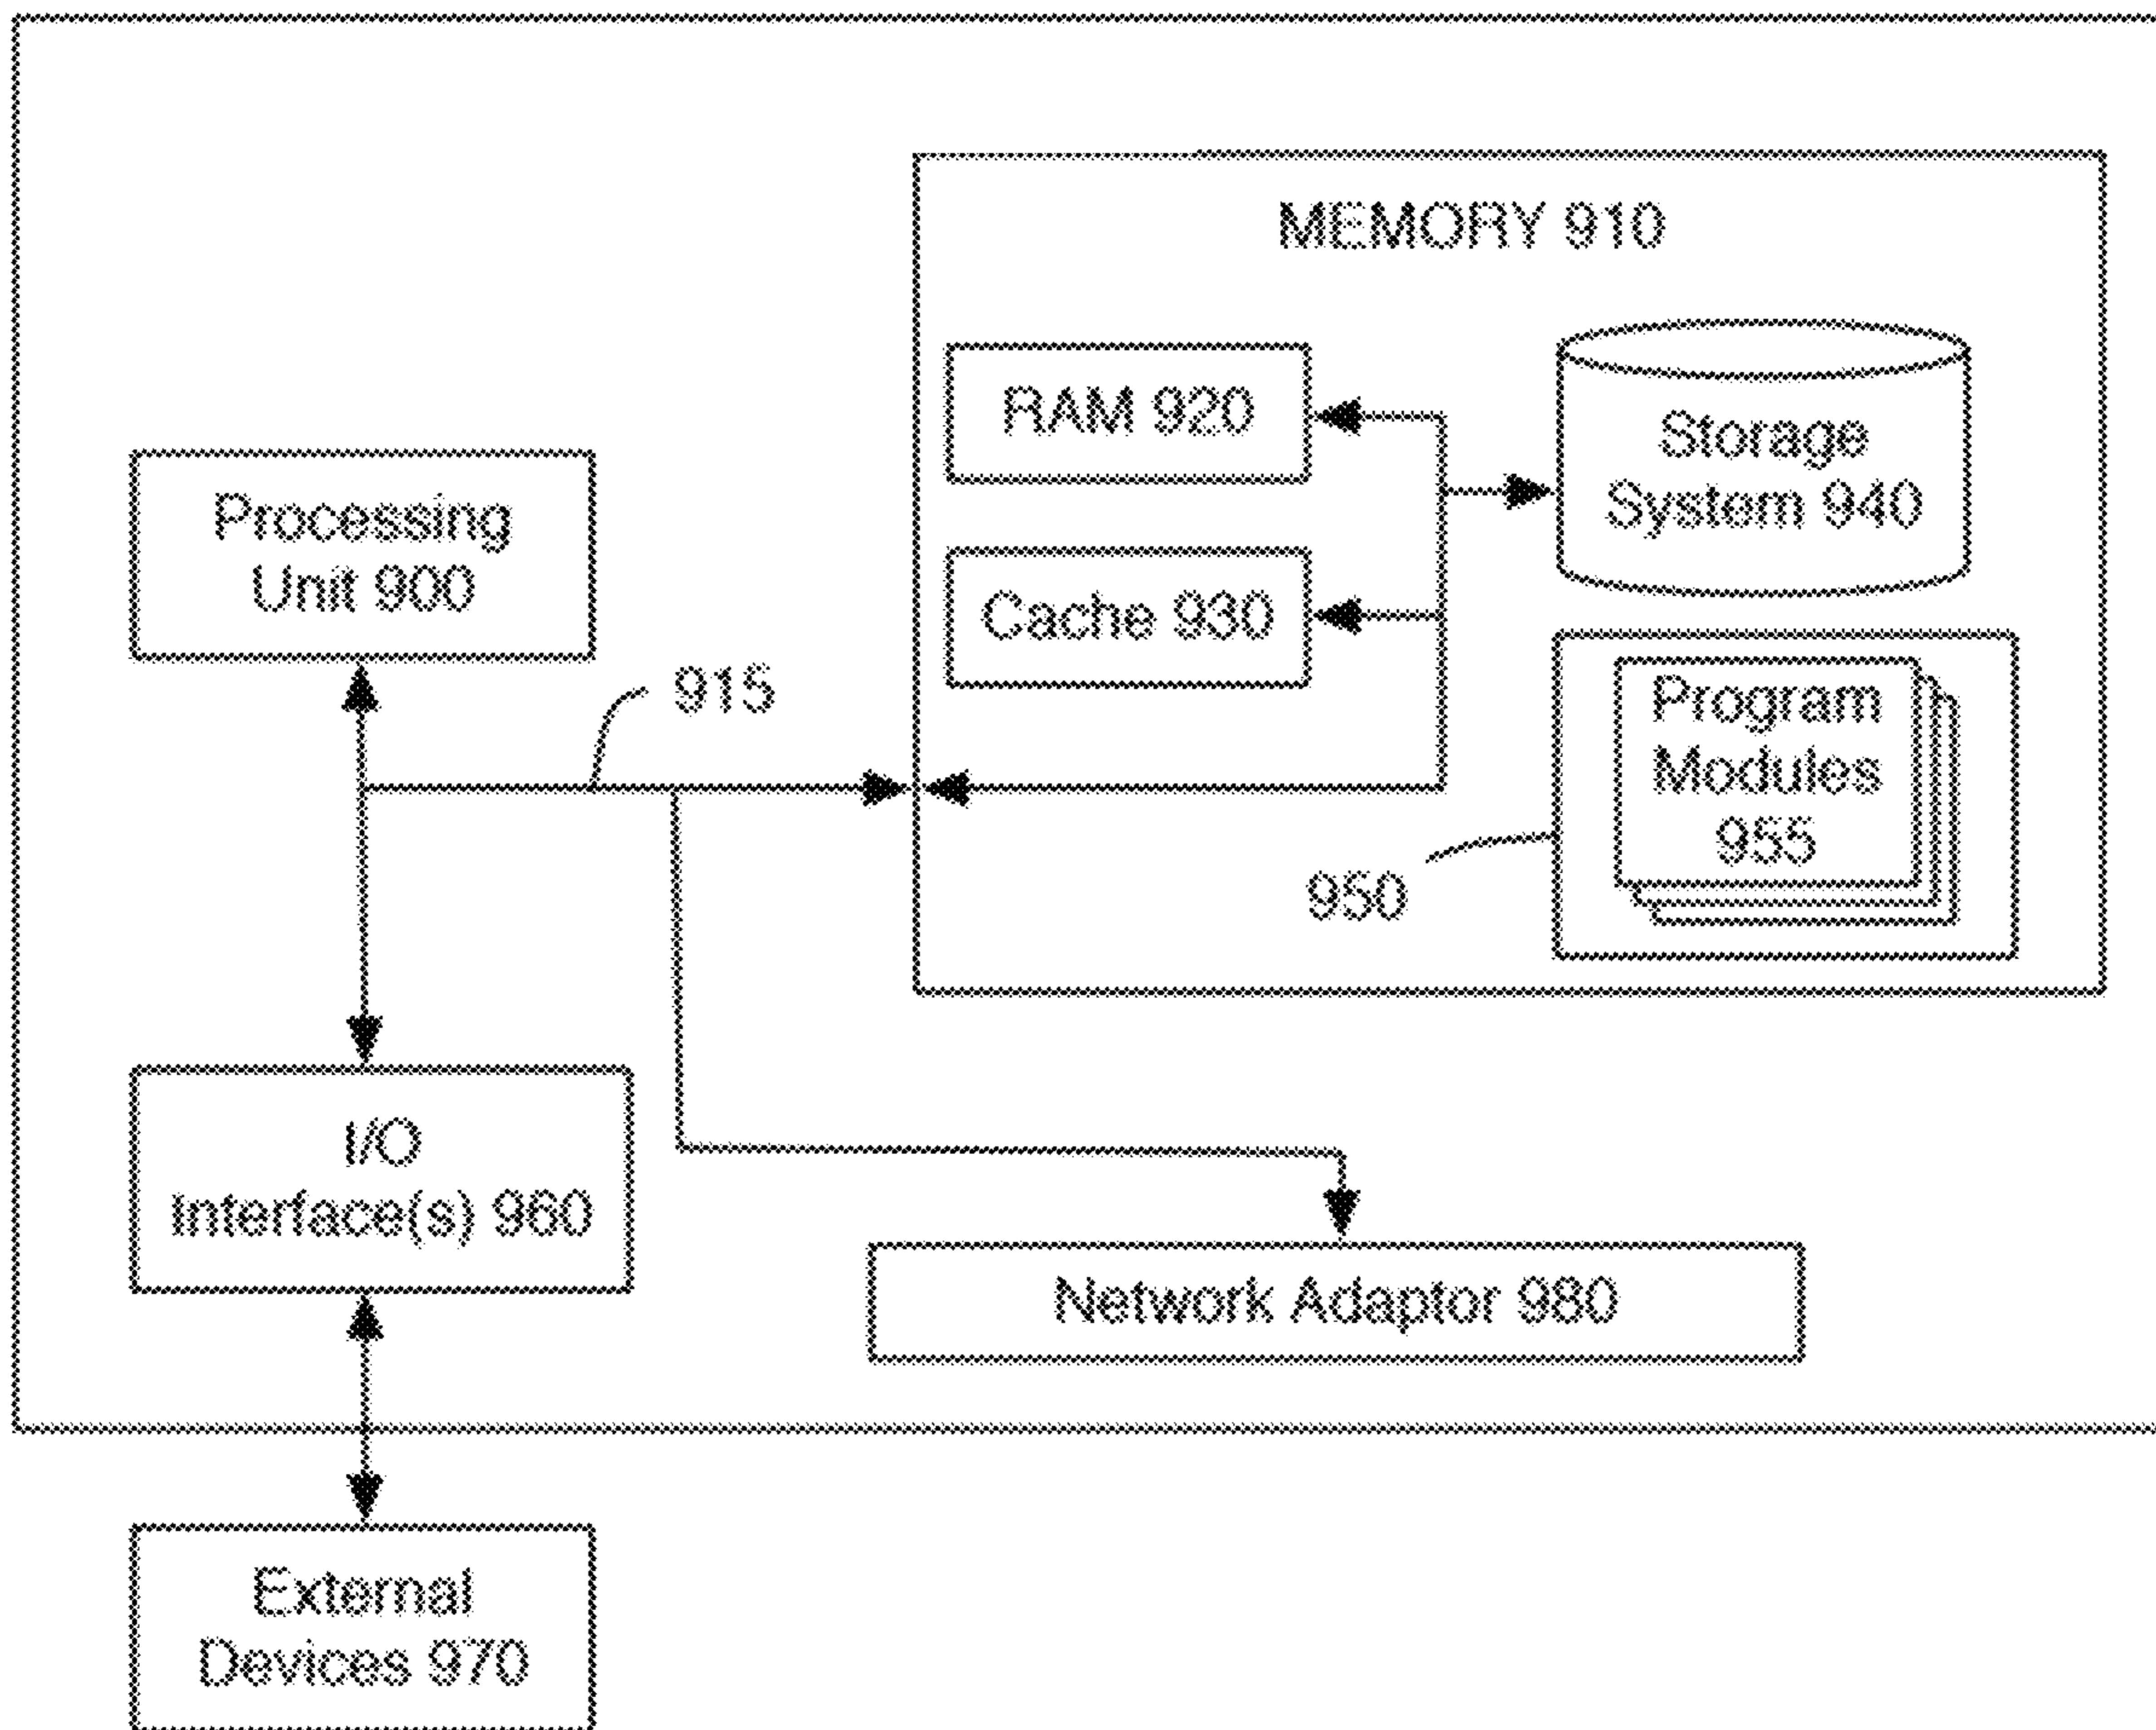 MEMORY 910
RAM 920
Storage
System 940
Processing
Unit 900
Cache 930
915
Program
Modules
955
950
I/O
Interface(s) 960
Network Adaptor 980
External
Devices 970